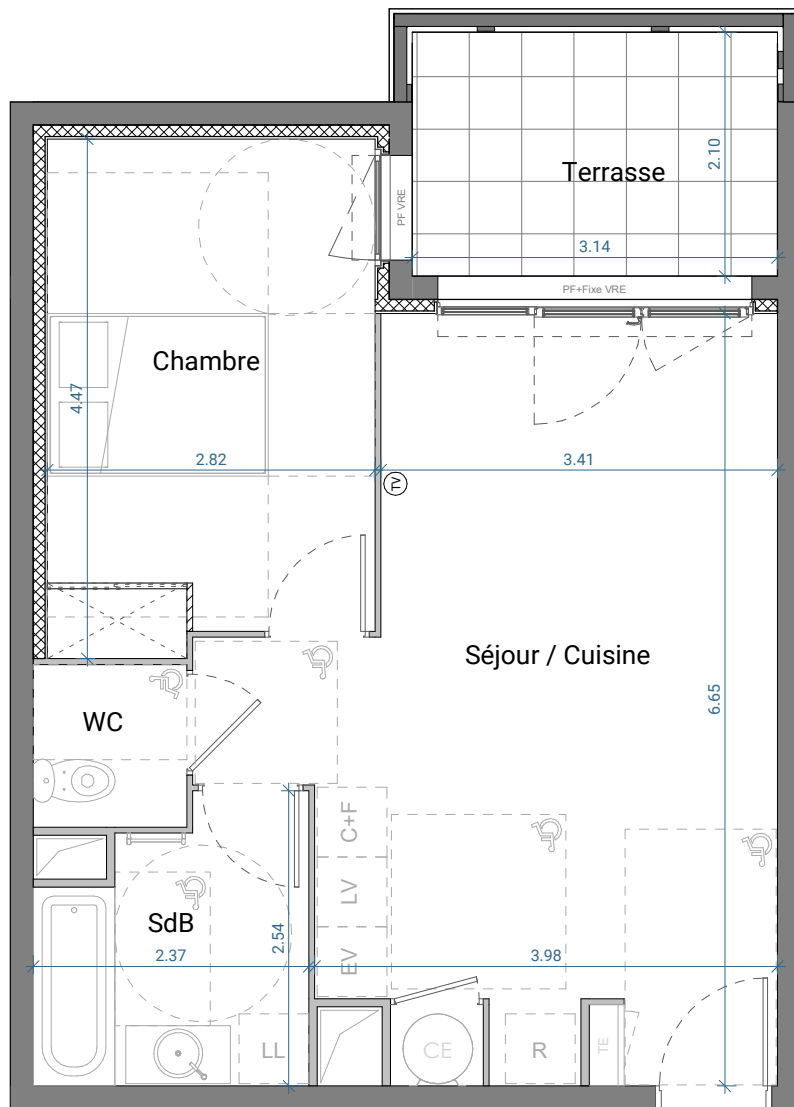 Terrasse
2.10
PF VRE
3.14
PF+Fixe VRE
Chambre
4.47
2.82
3.41
TV
Séjour / Cuisine
6.65
WC
C+F
LV
EV
SdB
2.37
2.54
3.98
LL
CE
R
TE